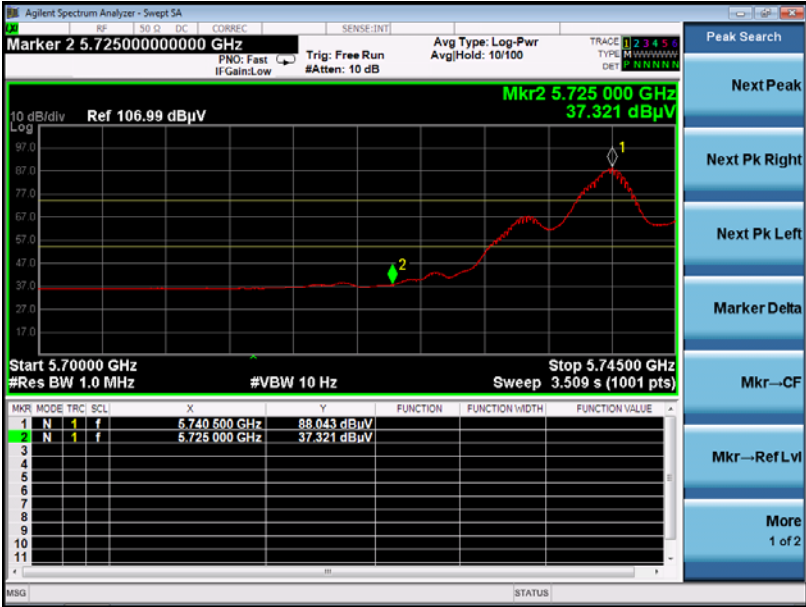 Agilent Spectrum Analyzer - Swept SA
RF 50 Ω DC CORREC SENSE:INT
Marker 2 5.725000000000 GHz
PNO: Fast
IFGain:Low
Trig: Free Run
#Atten: 10 dB
Avg Type: Log-Pwr
Avg|Hold: 10/100
TRACE 1 2 3 4 5 6
TYPE M WWWWW
DET P N N N N N
Peak Search
Next Peak
Next Pk Right
Next Pk Left
Marker Delta
Mkr→CF
Mkr→Ref Lvl
More
1 of 2
Mkr2 5.725 000 GHz
37.321 dBµV
10 dB/div Ref 106.99 dBµV
Log
97.0
87.0
77.0
67.0
57.0
47.0
37.0
27.0
17.0
1
2
Start 5.70000 GHz Stop 5.74500 GHz
#Res BW 1.0 MHz #VBW 10 Hz Sweep 3.509 s (1001 pts)
MKR MODE TRC SCL X Y FUNCTION FUNCTION WIDTH FUNCTION VALUE
1 N 1 f 5.740 500 GHz 88.043 dBµV
2 N 1 f 5.725 000 GHz 37.321 dBµV
3
4
5
6
7
8
9
10
11
MSG STATUS